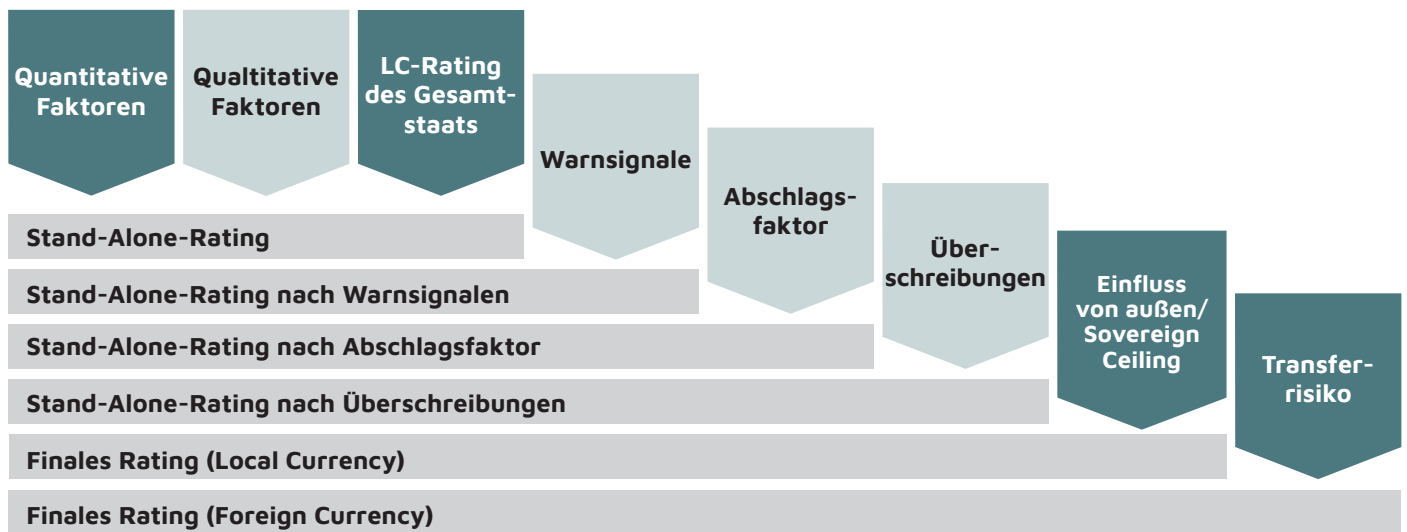 Quantitative
Faktoren
Qualtitative
Faktoren
LC-Rating
des Gesamt-
staats
Warnsignale
Abschlags-
faktor
Über-
schreibungen
Einfluss
von außen/
Sovereign
Ceiling
Transfer-
risiko
Stand-Alone-Rating
Stand-Alone-Rating nach Warnsignalen
Stand-Alone-Rating nach Abschlagsfaktor
Stand-Alone-Rating nach Überschreibungen
Finales Rating (Local Currency)
Finales Rating (Foreign Currency)